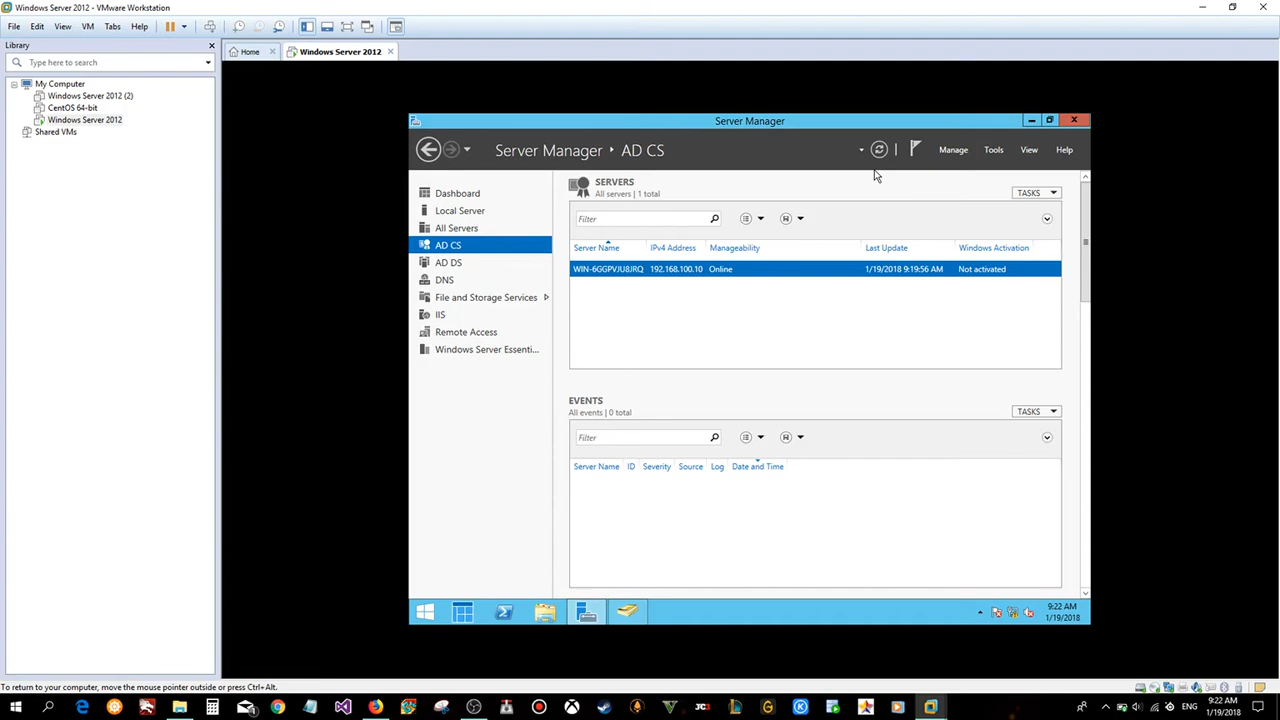 Windows Server 2012 - VMware Workstation
File Edit View VM Tabs Help
Library
Type here to search
My Computer
Windows Server 2012 (2)
CentOS 64-bit
Windows Server 2012
Shared VMs
Home
Windows Server 2012
Server Manager
Server Manager • AD CS
Manage Tools View Help
Dashboard
Local Server
All Servers
AD CS
AD DS
DNS
File and Storage Services
IIS
Remote Access
Windows Server Essenti...
SERVERS
All servers | 1 total
TASKS
Filter
Server Name IPv4 Address Manageability Last Update Windows Activation
WIN-6GGPVJU8JRQ 192.168.100.10 Online 1/19/2018 9:19:56 AM Not activated
EVENTS
All events | 0 total
TASKS
Filter
Server Name ID Severity Source Log Date and Time
9:22 AM
1/19/2018
To return to your computer, move the mouse pointer outside or press Ctrl+Alt.
9:22 AM
1/19/2018